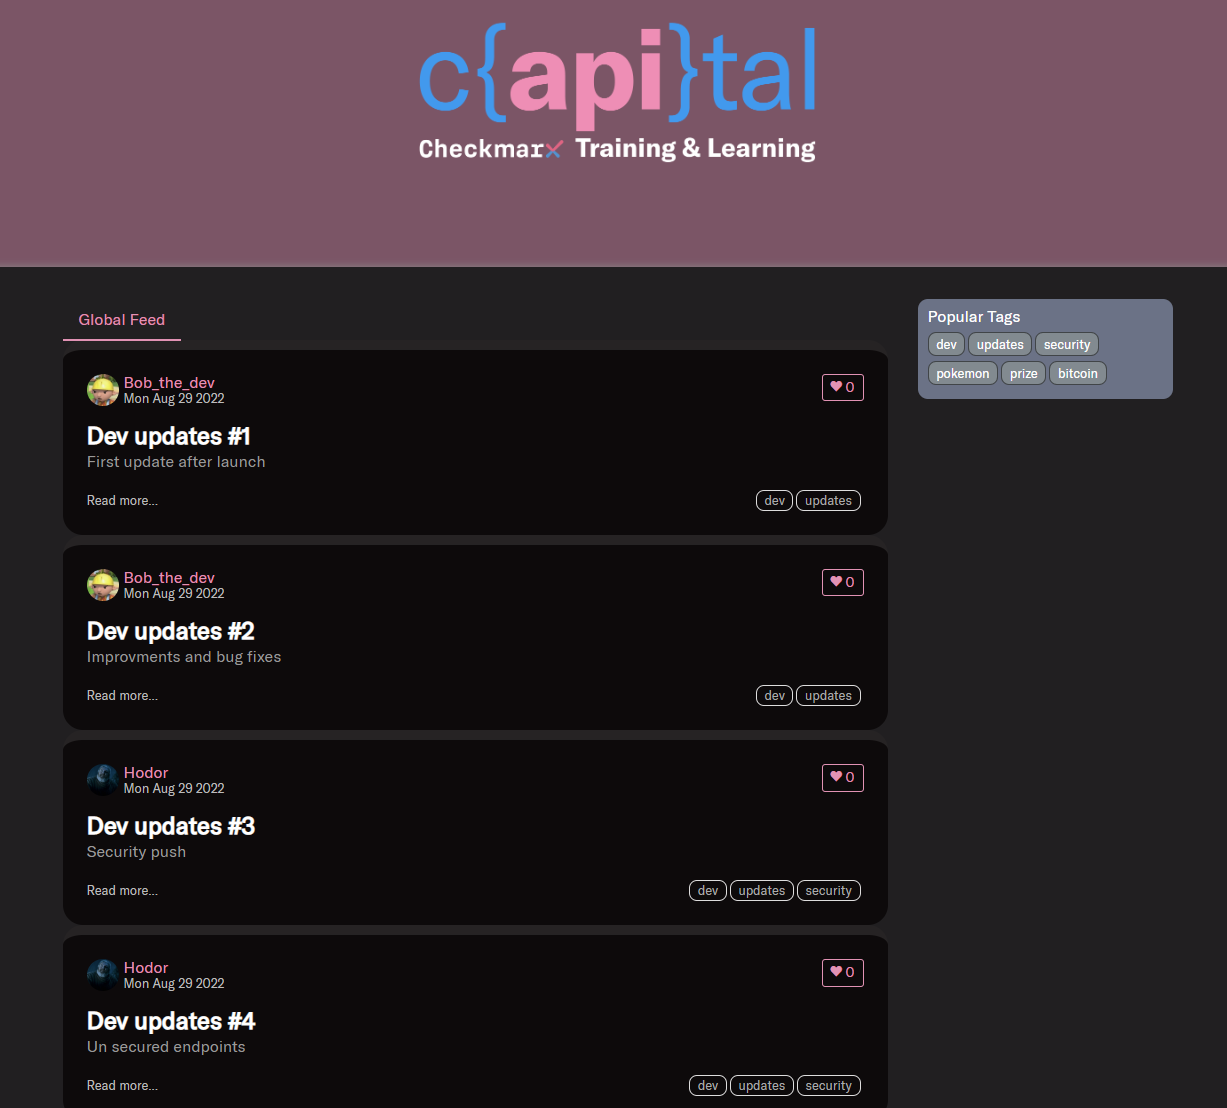 c{api}tal
Checkmarx Training & Learning
Global Feed
Bob_the_dev
Mon Aug 29 2022
0
Dev updates #1
First update after launch
Read more...
dev updates
Bob_the_dev
Mon Aug 29 2022
0
Dev updates #2
Improvments and bug fixes
Read more...
dev updates
Hodor
Mon Aug 29 2022
0
Dev updates #3
Security push
Read more...
dev updates security
Hodor
Mon Aug 29 2022
0
Dev updates #4
Un secured endpoints
Read more...
dev updates security
Popular Tags
dev updates security
pokemon prize bitcoin